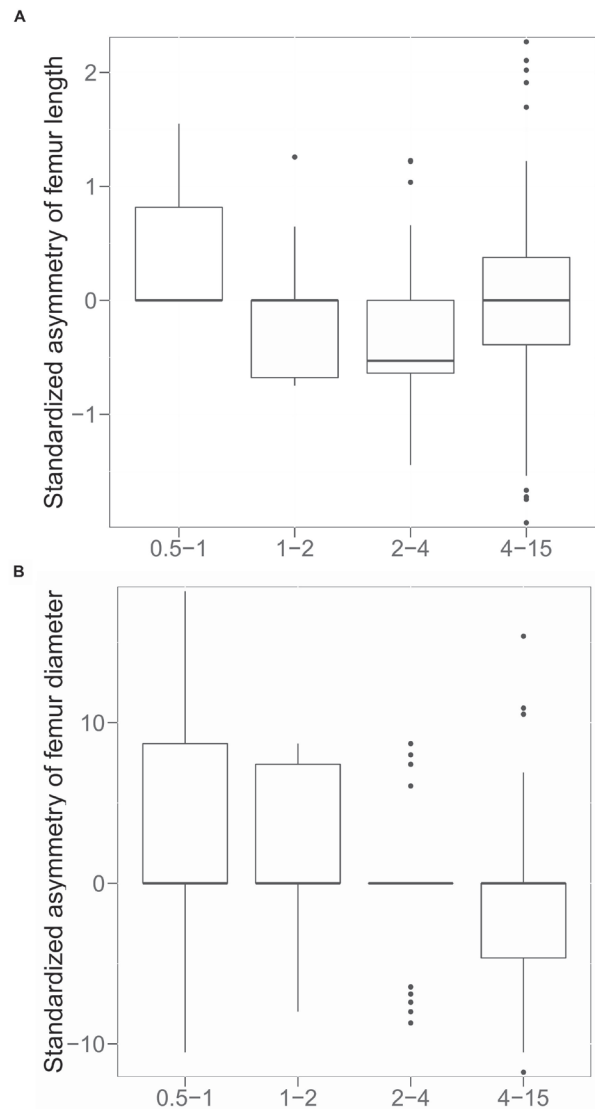 A
Standardized asymmetry of femur length
2
1
0
−1
0.5−1 1−2 2−4 4−15
B
Standardized asymmetry of femur diameter
10
0
−10
0.5−1 1−2 2−4 4−15